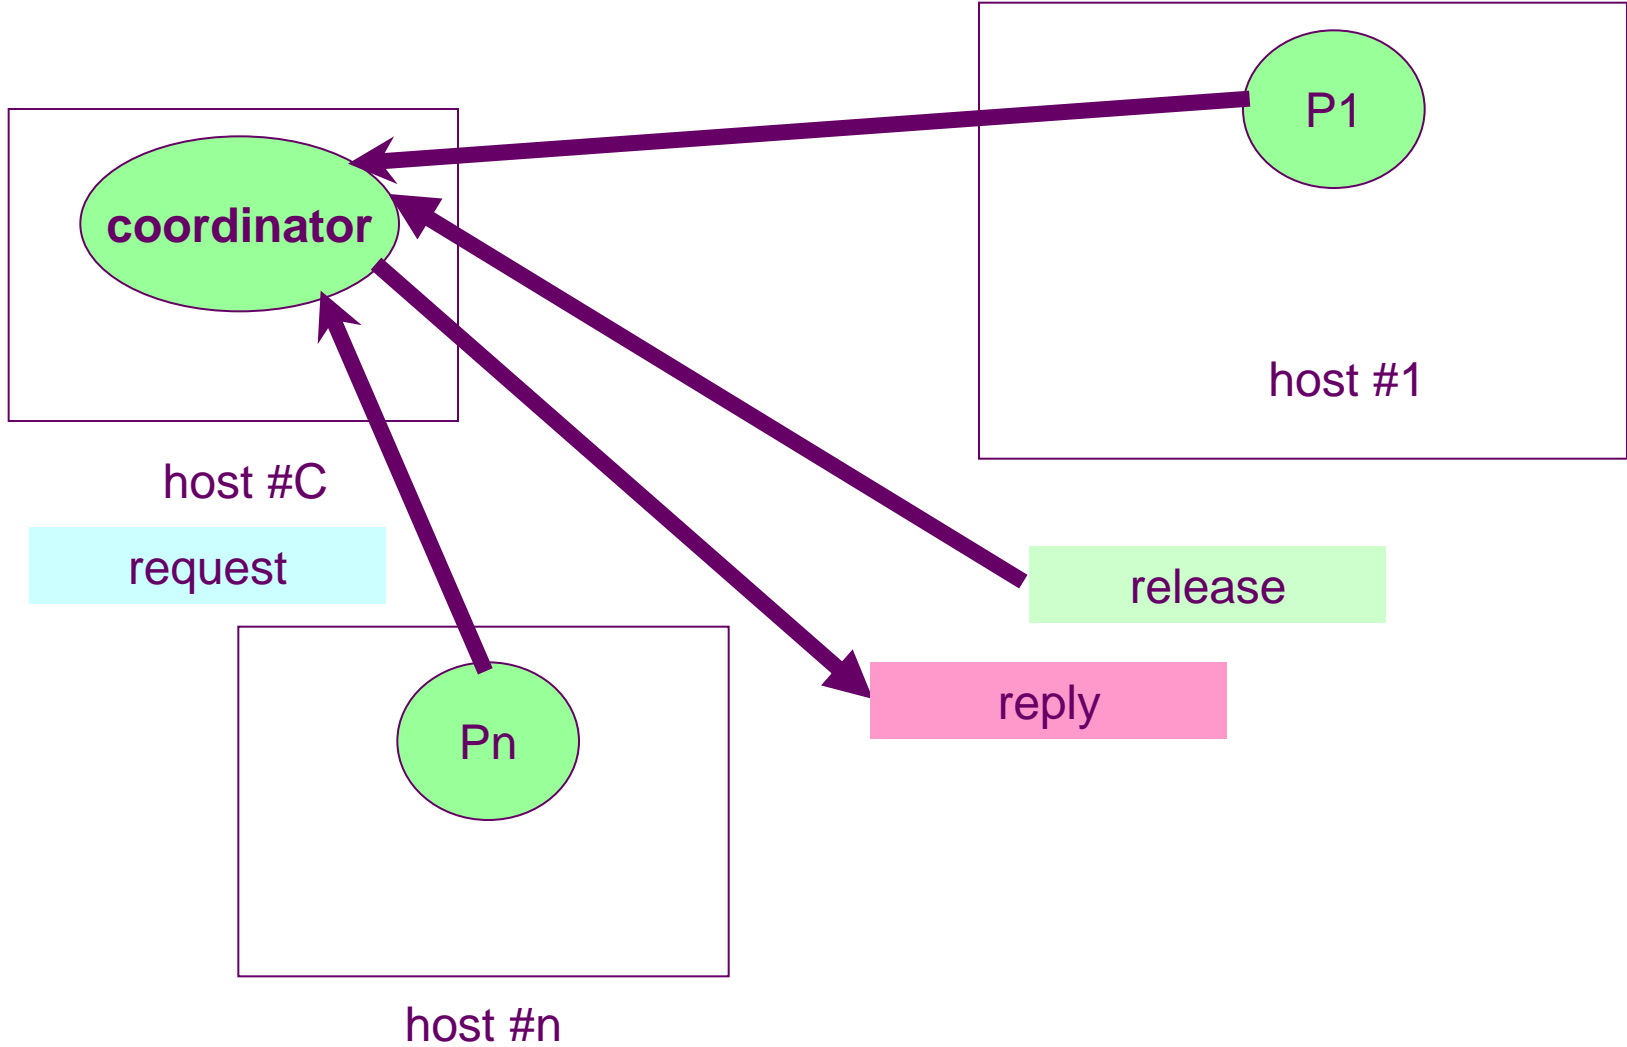 P1
coordinator
host #1
host #C
request
release
reply
Pn
host #n